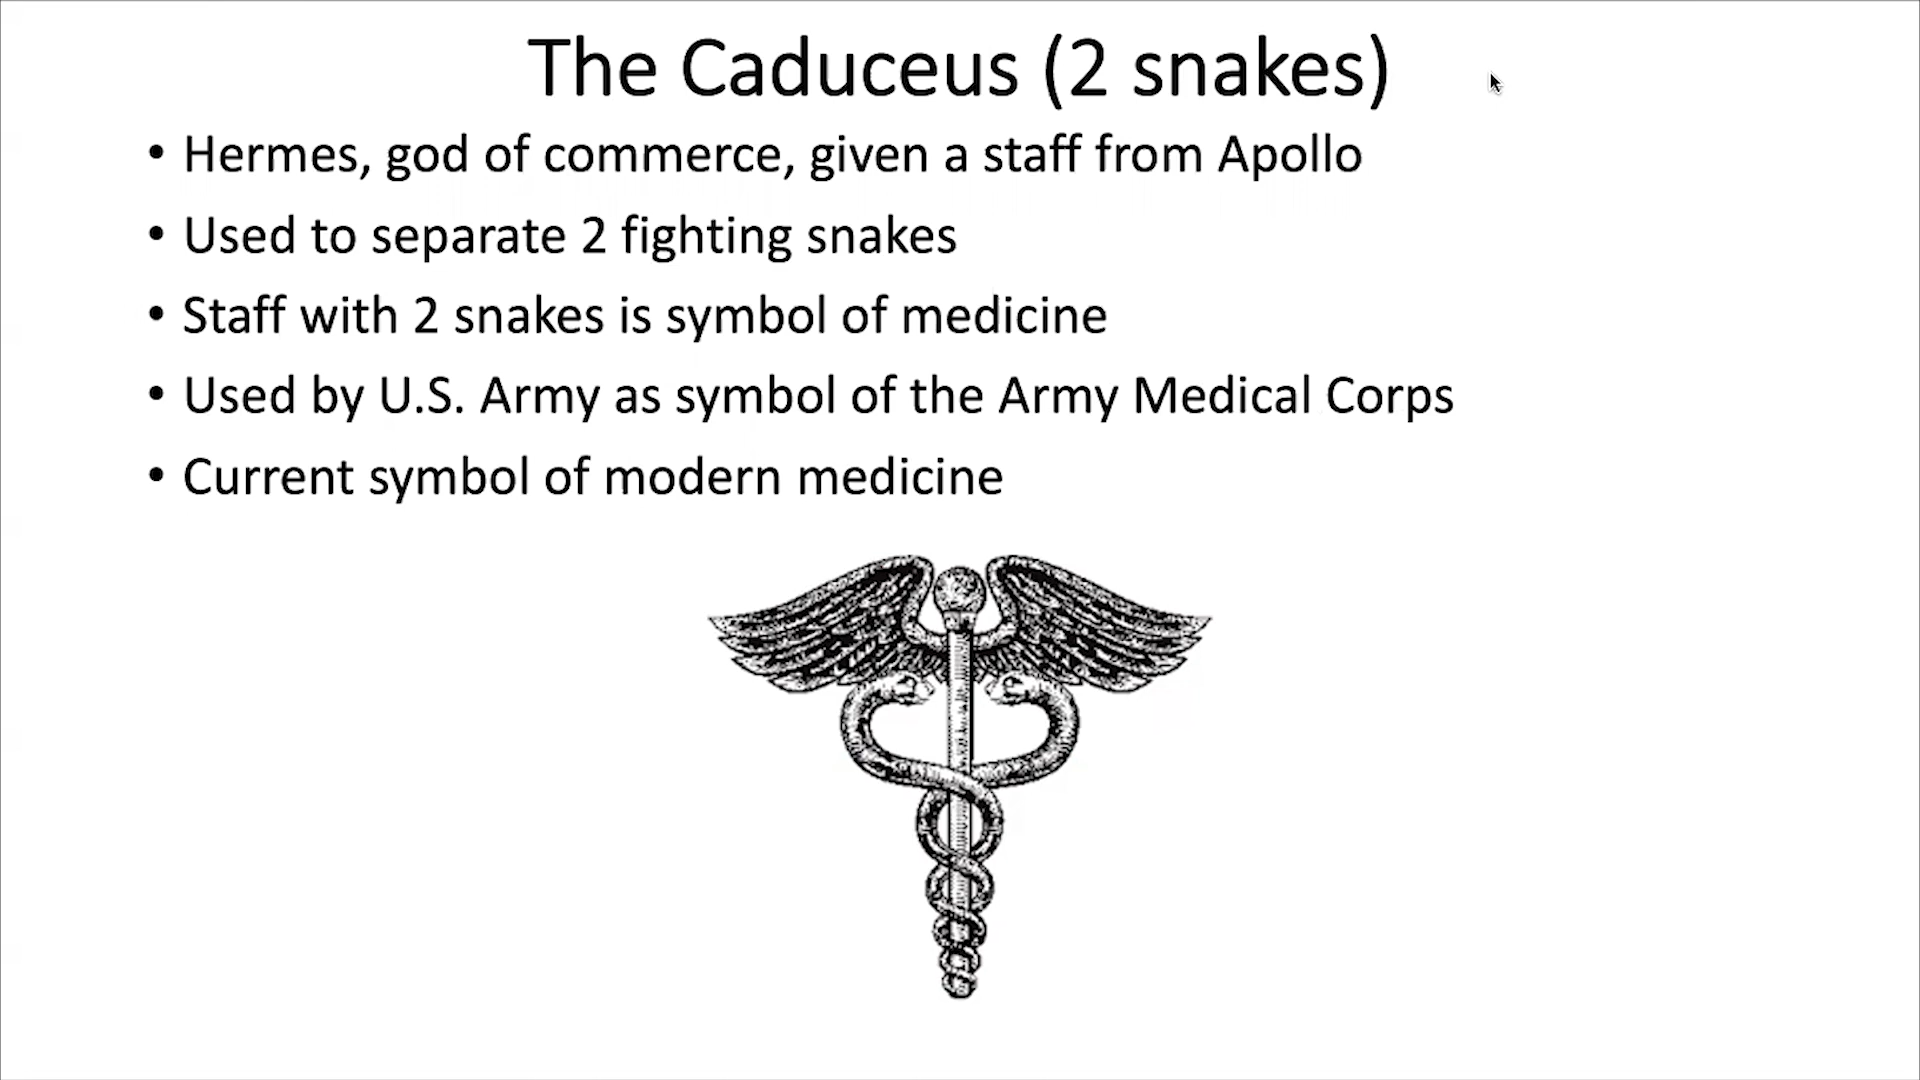 The Caduceus (2 snakes)
• Hermes, god of commerce, given a staff from Apollo
• Used to separate 2 fighting snakes
• Staff with 2 snakes is symbol of medicine
• Used by U.S. Army as symbol of the Army Medical Corps
• Current symbol of modern medicine